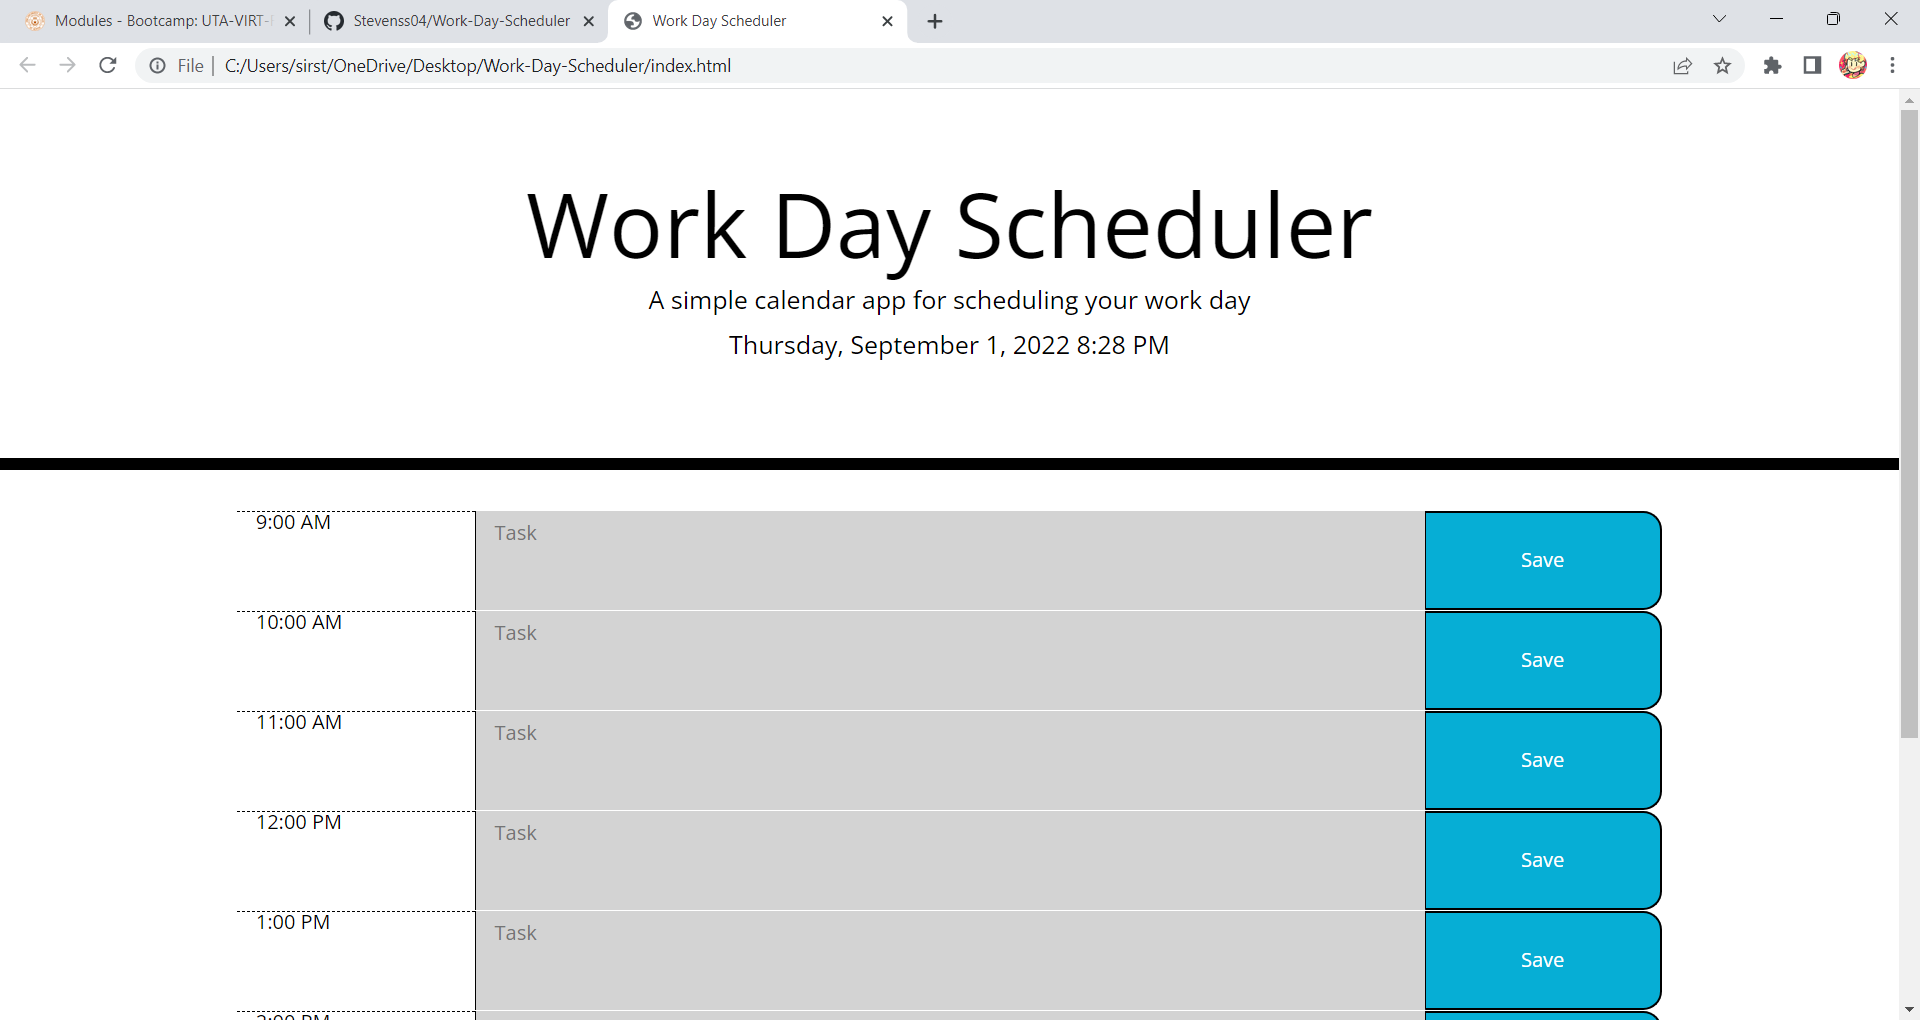 Modules - Bootcamp: UTA-VIRT-
Stevenss04/Work-Day-Scheduler
Work Day Scheduler
File
C:/Users/sirst/OneDrive/Desktop/Work-Day-Scheduler/index.html
Work Day Scheduler
A simple calendar app for scheduling your work day
Thursday, September 1, 2022 8:28 PM
9:00 AM
Task
Save
10:00 AM
Task
Save
11:00 AM
Task
Save
12:00 PM
Task
Save
1:00 PM
Task
Save